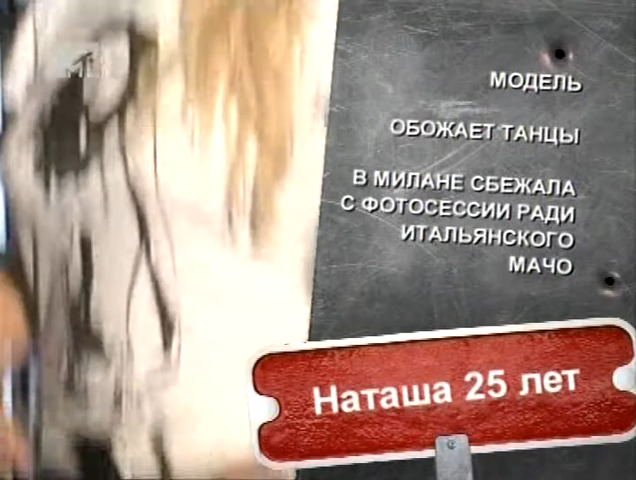 МОДЕЛЬ
ОБОЖАЕТ ТАНЦЫ
В МИЛАНЕ СБЕЖАЛА
С ФОТОСЕССИИ РАДИ
ИТАЛЬЯНСКОГО
МАЧО
Наташа 25 лет